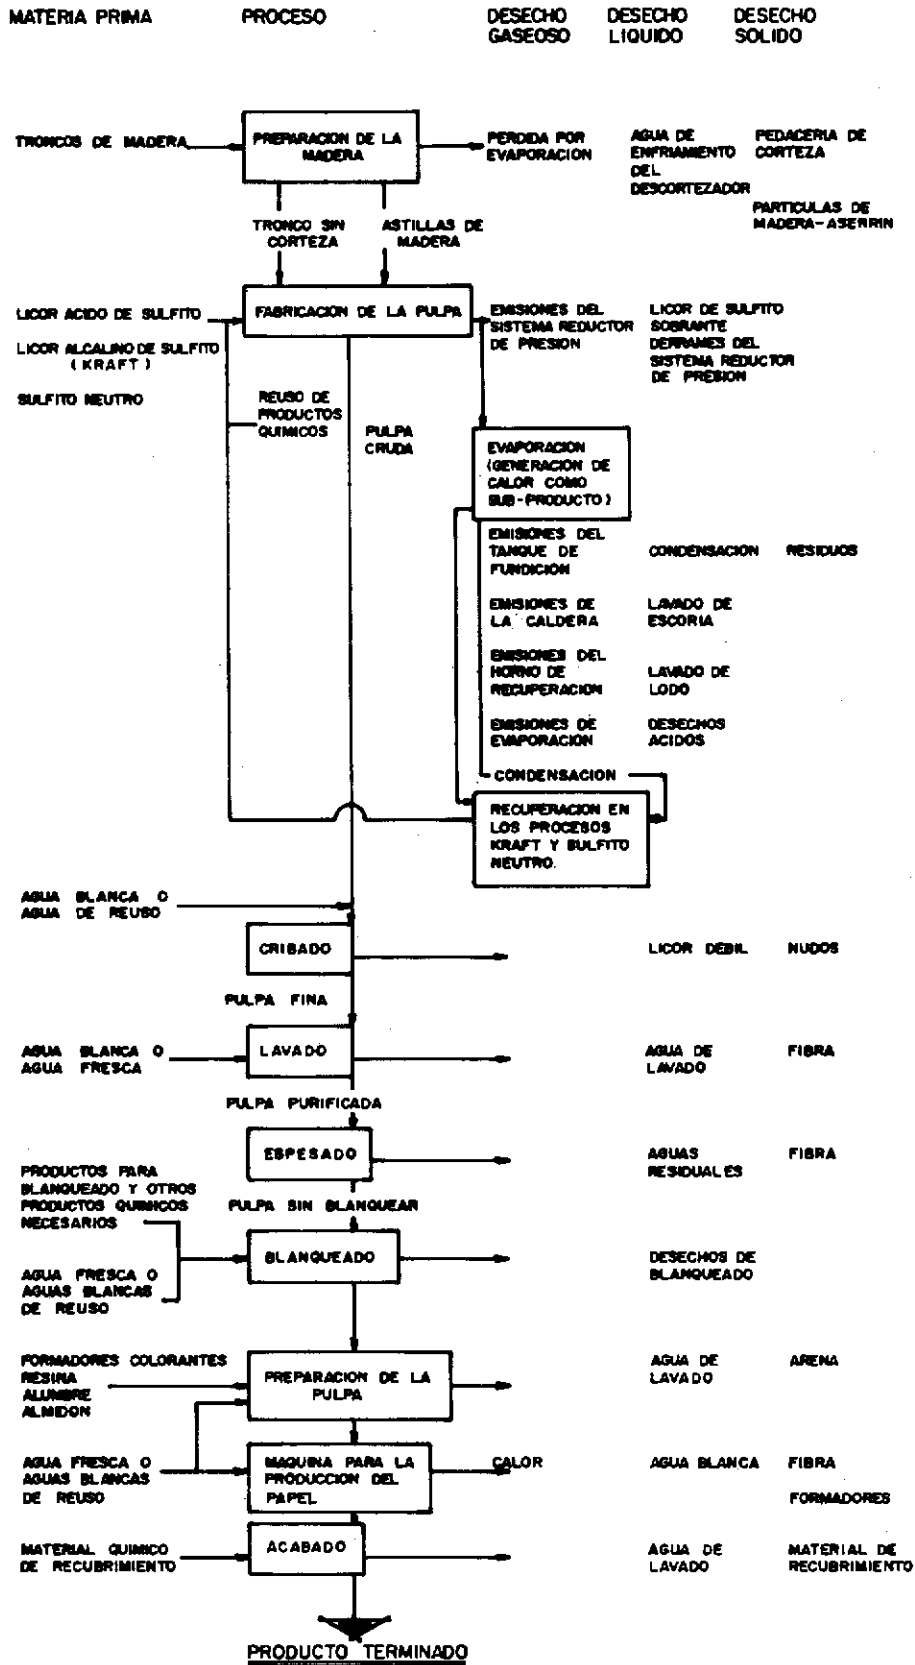 MATERIA PRIMA
PROCESO
DESECHO
GASEOSO
DESECHO
LIQUIDO
DESECHO
SOLIDO
TRONCOS DE MADERA
PREPARACION DE LA
MADERA
PERDIDA POR
EVAPORACION
AGUA DE
ENFRIAMIENTO
DEL
DESCORTEZADOR
PEDACERIA DE
CORTEZA
PARTICULAS DE
MADERA-ASERRIN
TRONCO SIN
CORTEZA
ASTILLAS DE
MADERA
LICOR ACIDO DE SULFITO
LICOR ALCALINO DE SULFITO
(KRAFT)
SULFITO NEUTRO
FABRICACION DE LA PULPA
EMISIONES DEL
SISTEMA REDUCTOR
DE PRESION
LICOR DE SULFITO
SOBRANTE
DERRAMES DEL
SISTEMA REDUCTOR
DE PRESION
REUSO DE
PRODUCTOS
QUIMICOS
PULPA
CRUDA
EVAPORACION
(GENERACION DE
CALOR COMO
SUB-PRODUCTO)
EMISIONES DEL
TANQUE DE
FUNDICION
CONDENSACION
RESIDUOS
EMISIONES DE
LA CALDERA
LAVADO DE
ESCORIA
EMISIONES DEL
HORNO DE
RECUPERACION
LAVADO DE
LODO
EMISIONES DE
EVAPORACION
DESECHOS
ACIDOS
CONDENSACION
RECUPERACION EN
LOS PROCESOS
KRAFT Y SULFITO
NEUTRO.
AGUA BLANCA O
AGUA DE REUSO
CRIBADO
LICOR DEBIL
NUDOS
PULPA FINA
AGUA BLANCA O
AGUA FRESCA
LAVADO
AGUA DE
LAVADO
FIBRA
PULPA PURIFICADA
ESPESADO
AGUAS
RESIDUALES
FIBRA
PRODUCTOS PARA
BLANQUEADO Y OTROS
PRODUCTOS QUIMICOS
NECESARIOS
PULPA SIN BLANQUEAR
AGUA FRESCA O
AGUAS BLANCAS
DE REUSO
BLANQUEADO
DESECHOS DE
BLANQUEADO
FORMADORES COLORANTES
RESINA
ALUMBRE
ALMIDON
PREPARACION DE LA
PULPA
AGUA DE
LAVADO
ARENA
AGUA FRESCA O
AGUAS BLANCAS
DE REUSO
MAQUINA PARA LA
PRODUCCION DEL
PAPEL
CALOR
AGUA BLANCA
FIBRA
FORMADORES
MATERIAL QUIMICO
DE RECUBRIMIENTO
ACABADO
AGUA DE
LAVADO
MATERIAL DE
RECUBRIMIENTO
PRODUCTO TERMINADO